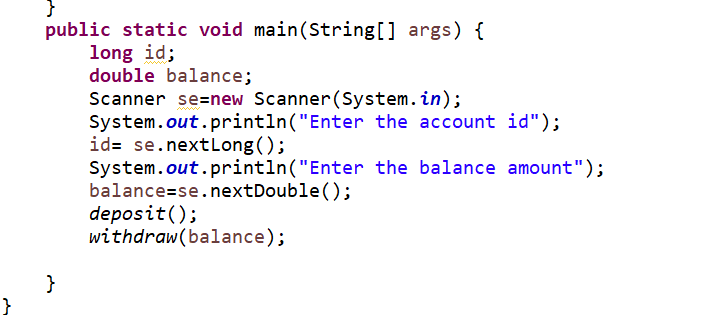 }
public static void main(String[] args) {
long id;
double balance;
Scanner se=new Scanner(System.in);
System.out.println("Enter the account id");
id= se.nextLong();
System.out.println("Enter the balance amount");
balance=se.nextDouble();
deposit();
withdraw(balance);
}
}